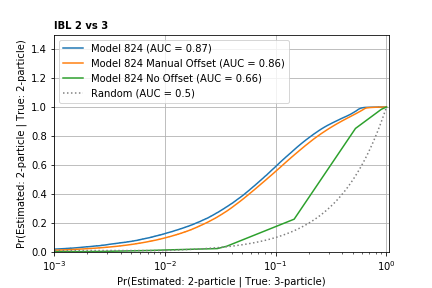 IBL 2 vs 3
Pr(Estimated: 2-particle | True: 2-particle)
1.4
1.2
1.0
0.8
0.6
0.4
0.2
0.0
Model 824 (AUC = 0.87)
Model 824 Manual Offset (AUC = 0.86)
Model 824 No Offset (AUC = 0.66)
Random (AUC = 0.5)
10⁻³
10⁻²
10⁻¹
10⁰
Pr(Estimated: 2-particle | True: 3-particle)